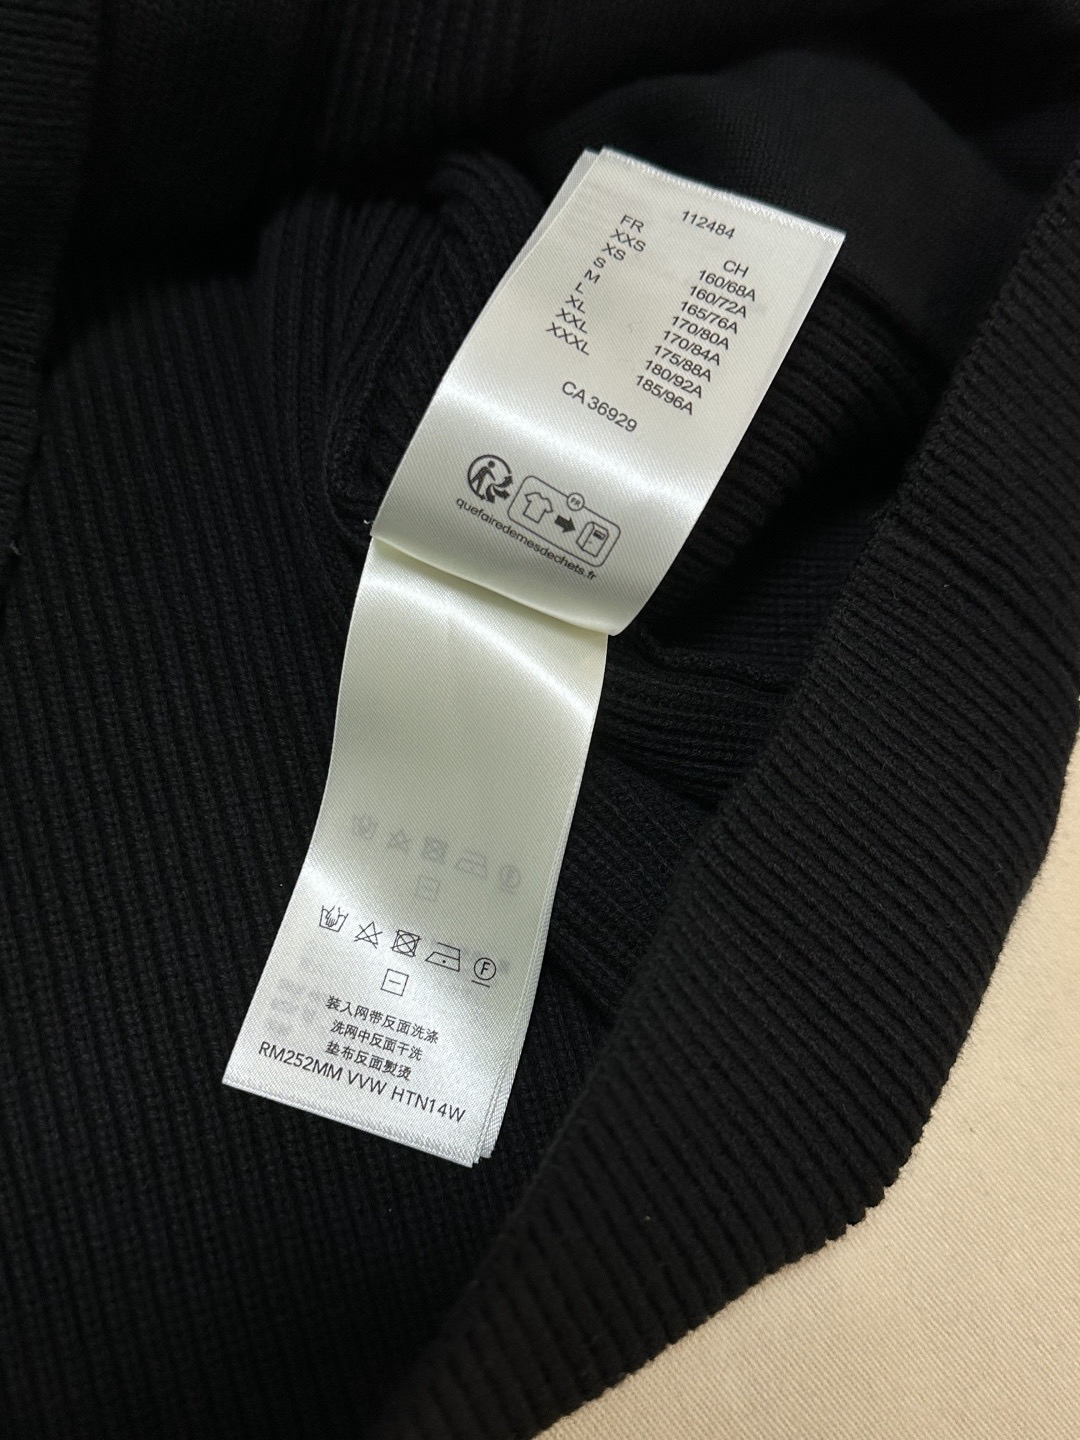 112484
FR CH
XXS 160/68A
XS 160/72A
S 165/76A
M 170/80A
L 170/84A
XL 175/88A
XXL 180/92A
XXXL 185/96A
CA 36929
FR
quefairedemesdechets.fr
F
装入网带反面洗涤
洗网中反面干洗
垫布反面熨烫
RM252MM VVW HTN14W